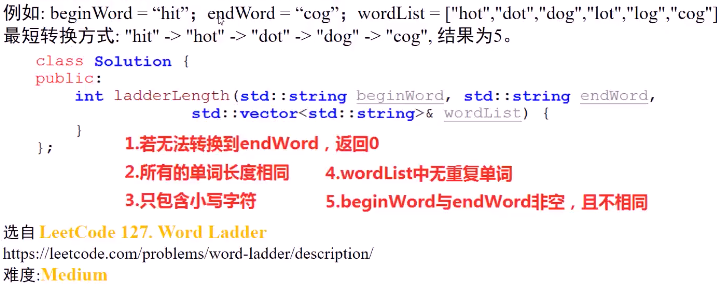 例如: beginWord = “hit”；endWord = “cog”；wordList = ["hot","dot","dog","lot","log","cog"]
最短转换方式: "hit" -> "hot" -> "dot" -> "dog" -> "cog", 结果为5。
class Solution {
public:
int ladderLength(std::string beginWord, std::string endWord,
std::vector<std::string>& wordList) {
}
};
1.若无法转换到endWord，返回0
2.所有的单词长度相同
4.wordList中无重复单词
3.只包含小写字符
5.beginWord与endWord非空，且不相同
选自 LeetCode 127. Word Ladder
https://leetcode.com/problems/word-ladder/description/
难度:Medium